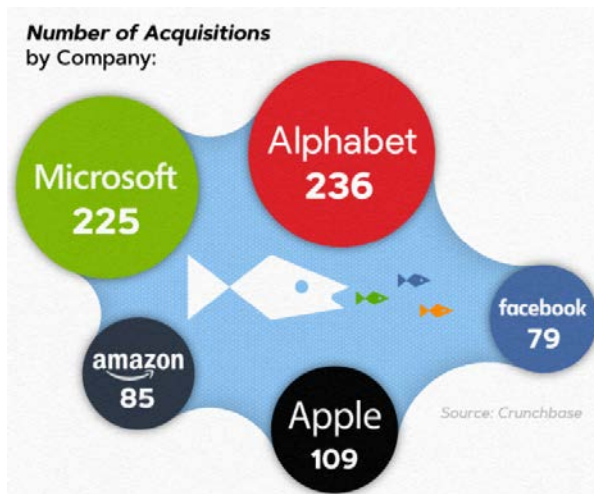 Number of Acquisitions
by Company:
Alphabet
236
Microsoft
225
facebook
79
amazon
85
Apple
109
Source: Crunchbase